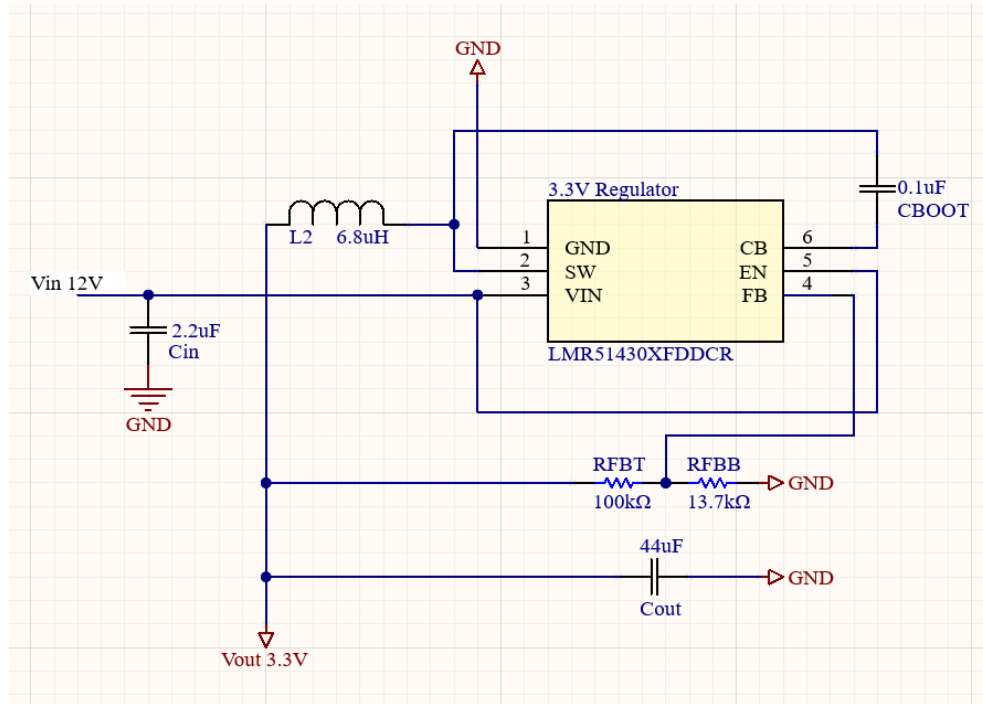 GND
3.3V Regulator
0.1uF
CBOOT
L2 6.8uH
1 GND CB 6
2 SW EN 5
3 VIN FB 4
Vin 12V
2.2uF
Cin
LMR51430XFDDCR
GND
RFBT RFBB
GND
100kΩ 13.7kΩ
44uF
GND
Cout
Vout 3.3V